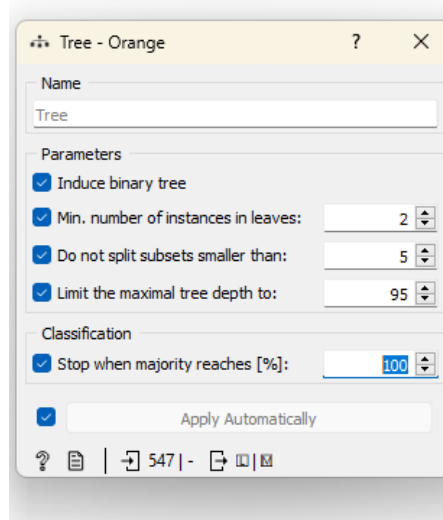 Tree - Orange ?
Name
Tree
Parameters
Induce binary tree
Min. number of instances in leaves: 2
Do not split subsets smaller than: 5
Limit the maximal tree depth to: 95
Classification
Stop when majority reaches [%]: 100
Apply Automatically
? | 547 | - L | M